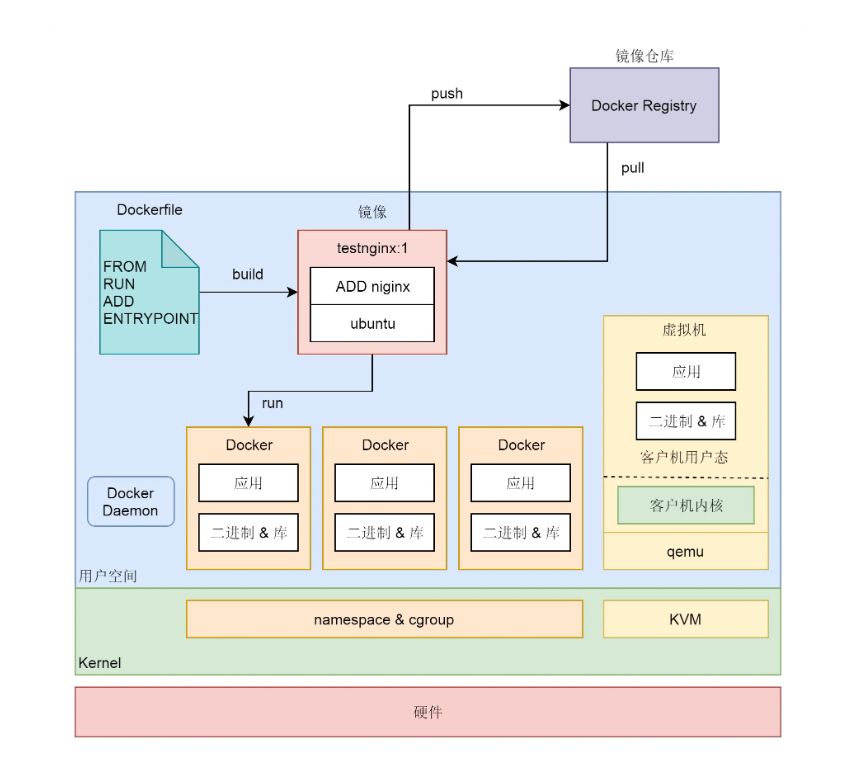 镜像仓库
Docker Registry
push
pull
Dockerfile
镜像
FROM
RUN
ADD
ENTRYPOINT
build
testnginx:1
ADD niginx
ubuntu
run
虚拟机
应用
二进制 & 库
客户机用户态
客户机内核
qemu
Docker
应用
二进制 & 库
Docker
应用
二进制 & 库
Docker
应用
二进制 & 库
Docker
Daemon
用户空间
namespace & cgroup
KVM
Kernel
硬件